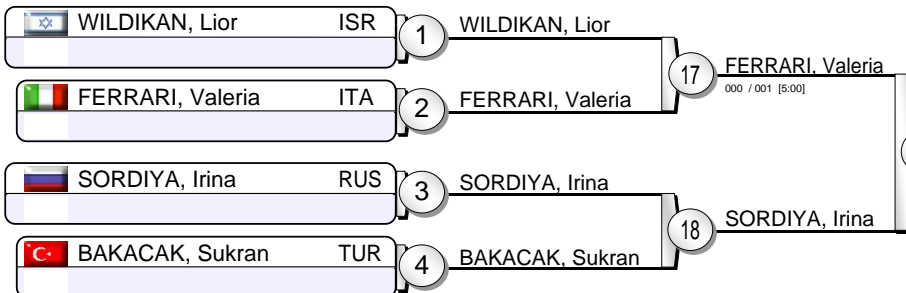 WILDIKAN, Lior ISR
1
WILDIKAN, Lior
17
FERRARI, Valeria
000 / 001 [5:00]
FERRARI, Valeria ITA
2
FERRARI, Valeria
SORDIYA, Irina RUS
3
SORDIYA, Irina
18
SORDIYA, Irina
BAKACAK, Sukran TUR
4
BAKACAK, Sukran